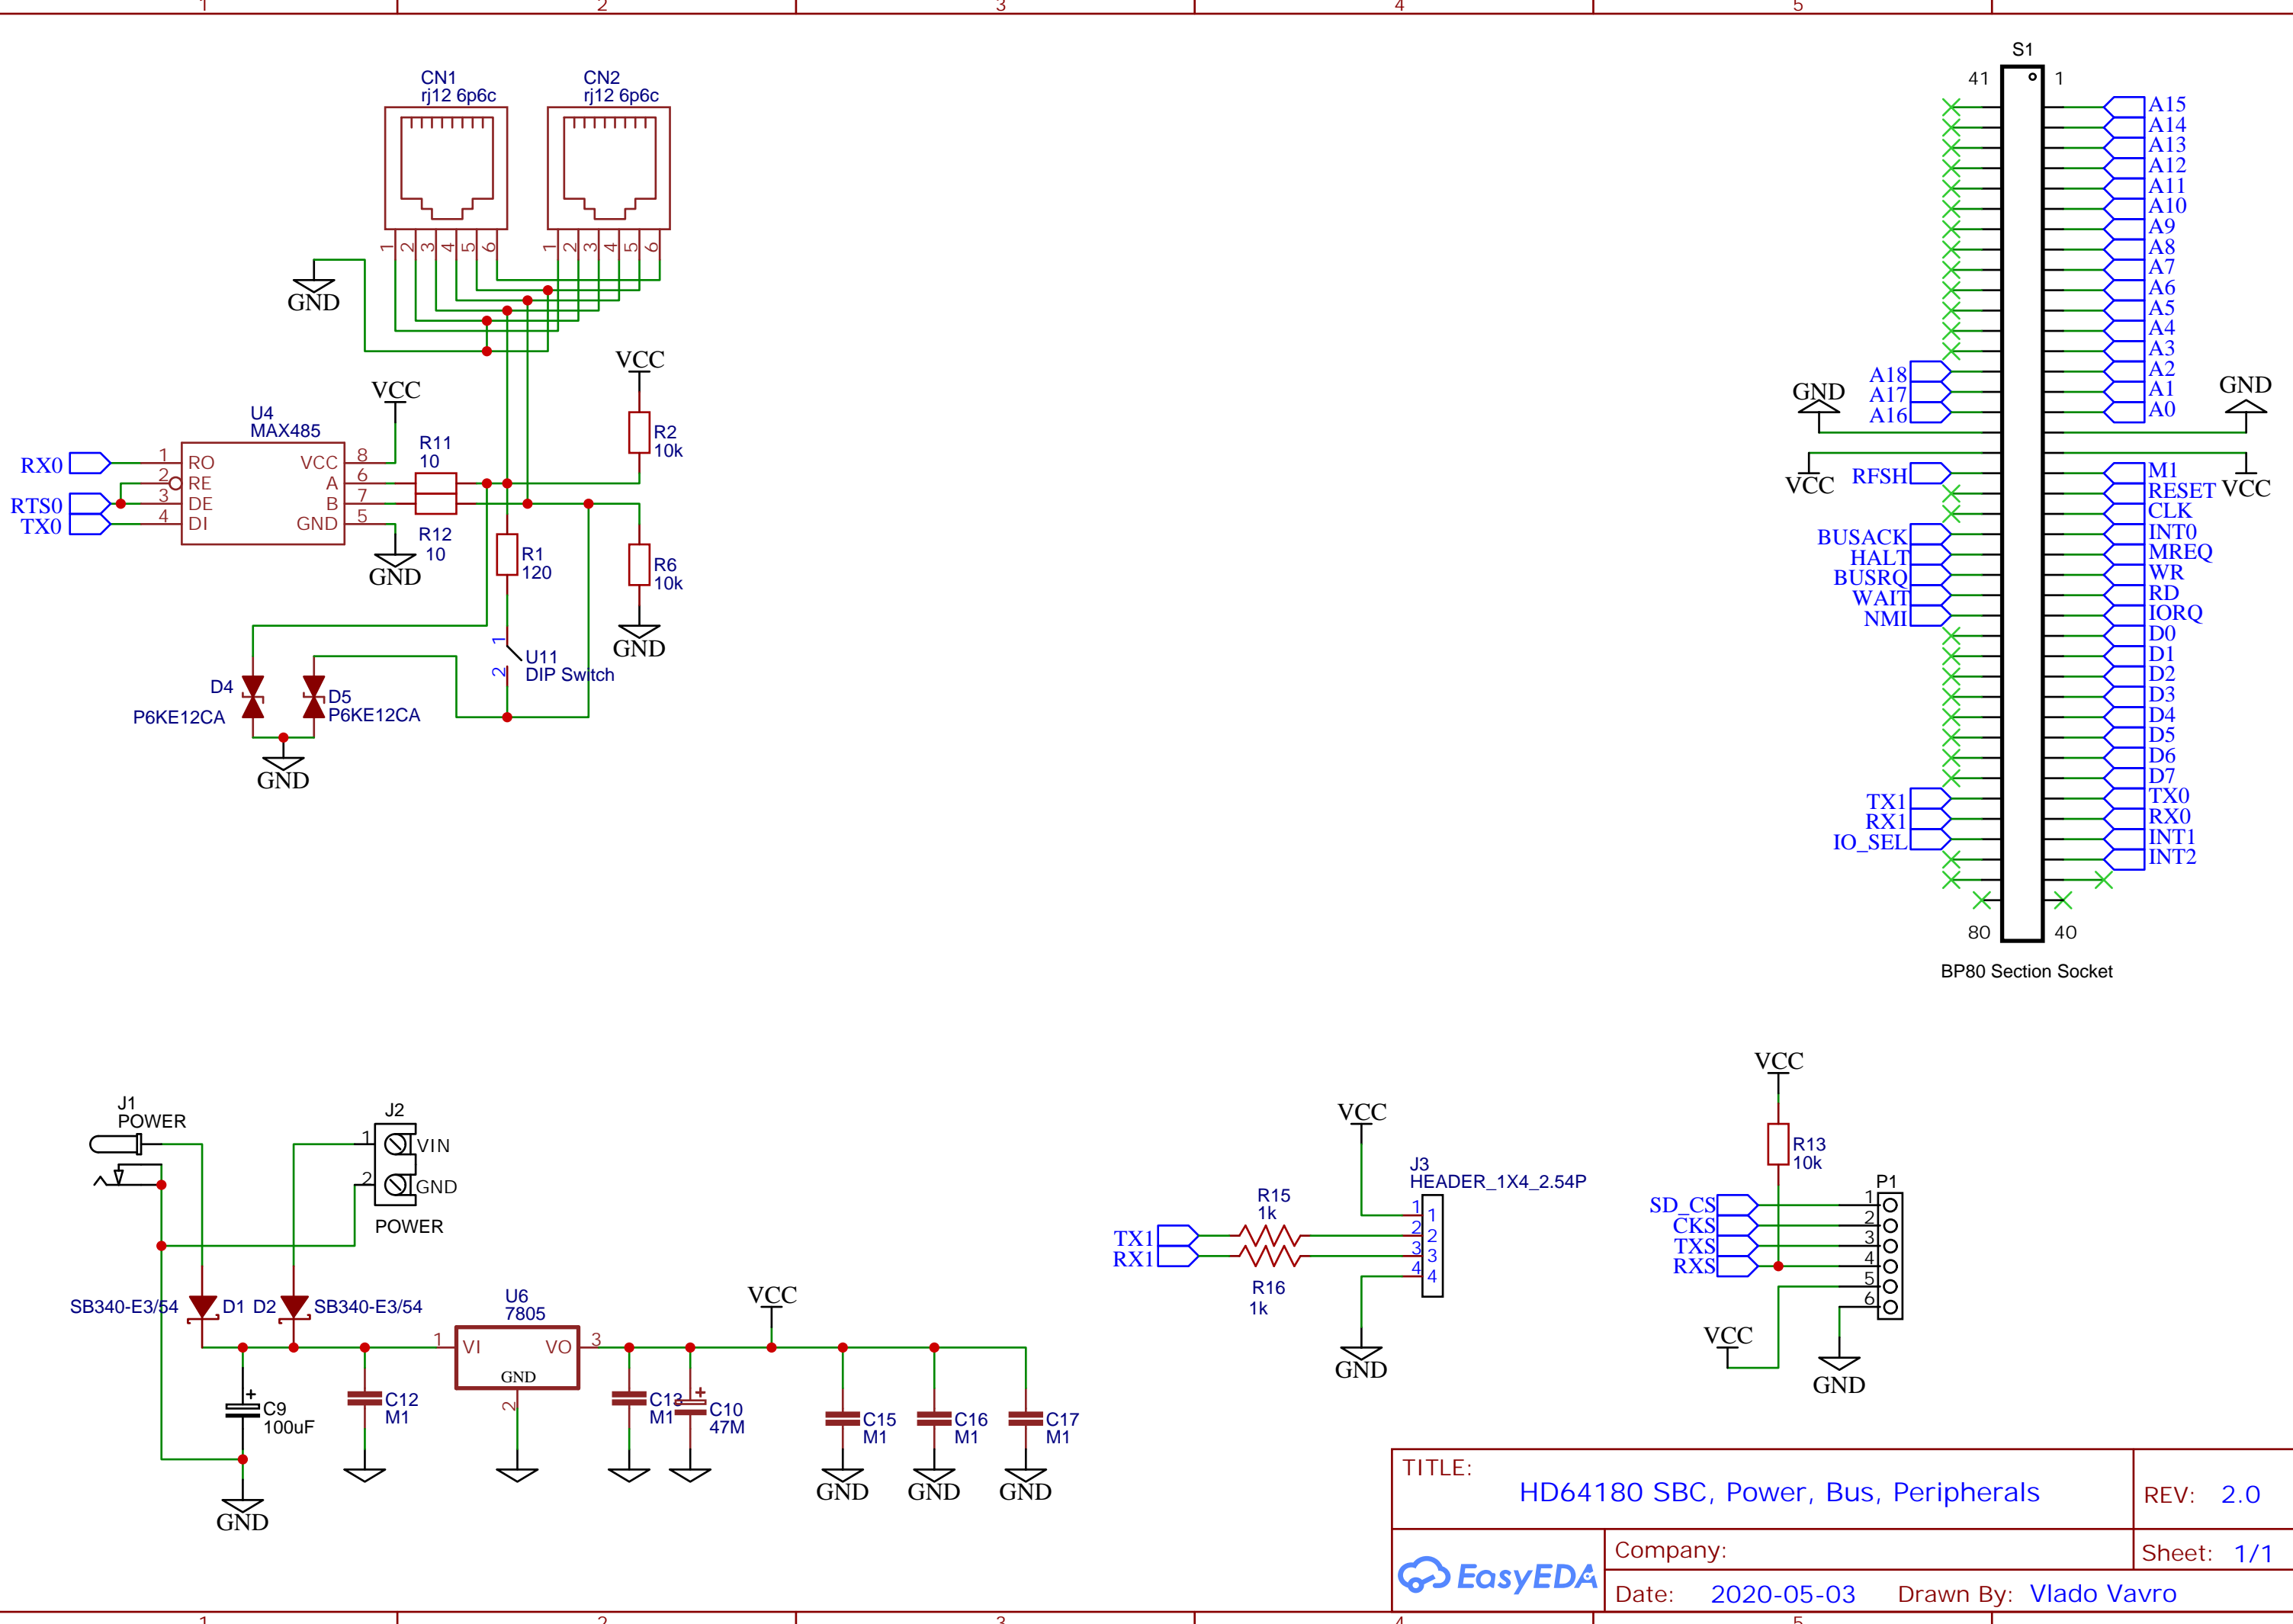 1 2 3 4 5
CN1
rj12 6p6c
CN2
rj12 6p6c
1 2 3 4 5 6
1 2 3 4 5 6
GND
VCC
U4
MAX485
RX0
RTS0
TX0
1 RO
2 RE
3 DE
4 DI
VCC 8
A 6
B 7
GND 5
R11
10
R12
10
GND
VCC
R2
10k
R1
120
R6
10k
GND
1
2
U11
DIP Switch
D4
P6KE12CA
D5
P6KE12CA
GND
S1
41 1
A15
A14
A13
A12
A11
A10
A9
A8
A7
A6
A5
A4
A3
A18 A2
A17 A1
A16 A0
GND GND
VCC VCC
RFSH M1
RESET
CLK
BUSACK INT0
HALT MREQ
BUSRQ WR
WAIT RD
NMI IORQ
D0
D1
D2
D3
D4
D5
D6
D7
TX1 TX0
RX1 RX0
IO_SEL INT1
INT2
80 40
BP80 Section Socket
J1
POWER
J2
1 VIN
2 GND
POWER
SB340-E3/54 D1
D2 SB340-E3/54
U6
7805
1 VI
VO 3
GND
2
VCC
C9
100uF
+
C12
M1
C13
M1
+
C10
47M
C15
M1
C16
M1
C17
M1
GND
GND
GND
GND
VCC
J3
HEADER_1X4_2.54P
R15
1k
TX1
RX1
R16
1k
1 1
2 2
3 3
4 4
GND
VCC
R13
10k
P1
SD_CS 1
CKS 2
TXS 3
RXS 4
5
6
VCC
GND
TITLE:
HD64180 SBC, Power, Bus, Peripherals
REV: 2.0
EasyEDA
Company:
Sheet: 1/1
Date: 2020-05-03 Drawn By: Vlado Vavro
1 2 3 4 5